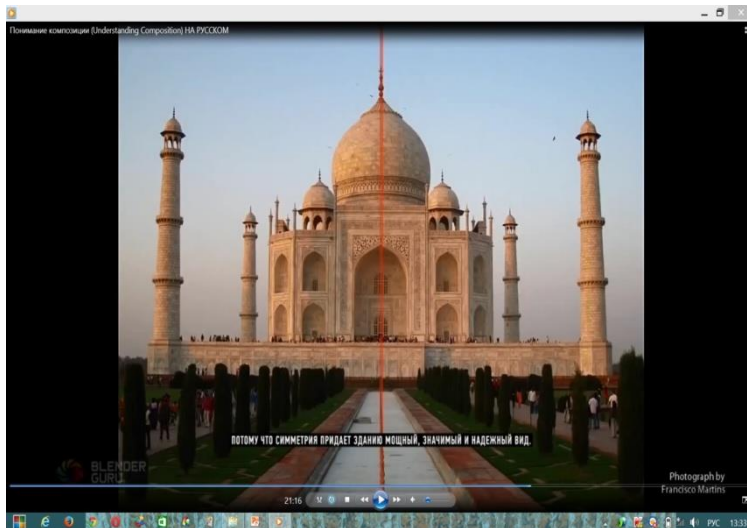 Понимание композиции (Understanding Composition) НА РУССКОМ
ПОТОМУ ЧТО СИММЕТРИЯ ПРИДАЕТ ЗДАНИЮ МОЩНЫЙ, ЗНАЧИМЫЙ И НАДЕЖНЫЙ ВИД.
BLENDER
GURU
Photograph by
Francisco Martins
21:16
РУС 18:33